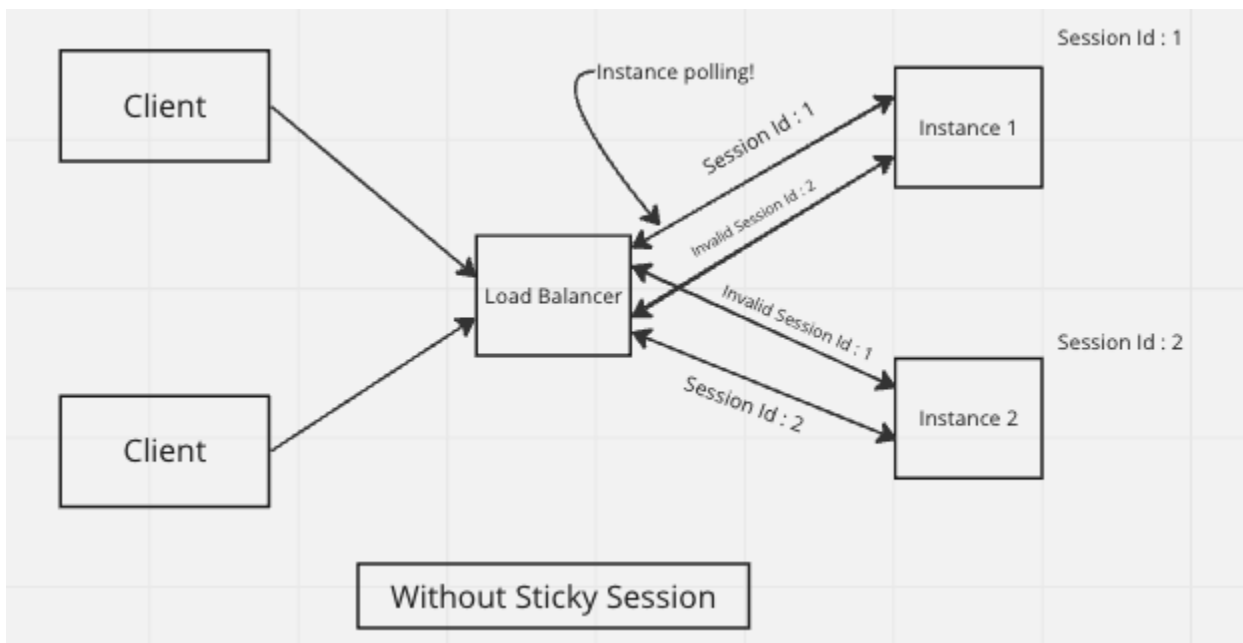 Session Id : 1
Client
Instance polling!
Session Id : 1
Instance 1
Invalid Session Id : 2
Load Balancer
Invalid Session Id : 1
Session Id : 2
Session Id : 2
Instance 2
Client
Without Sticky Session